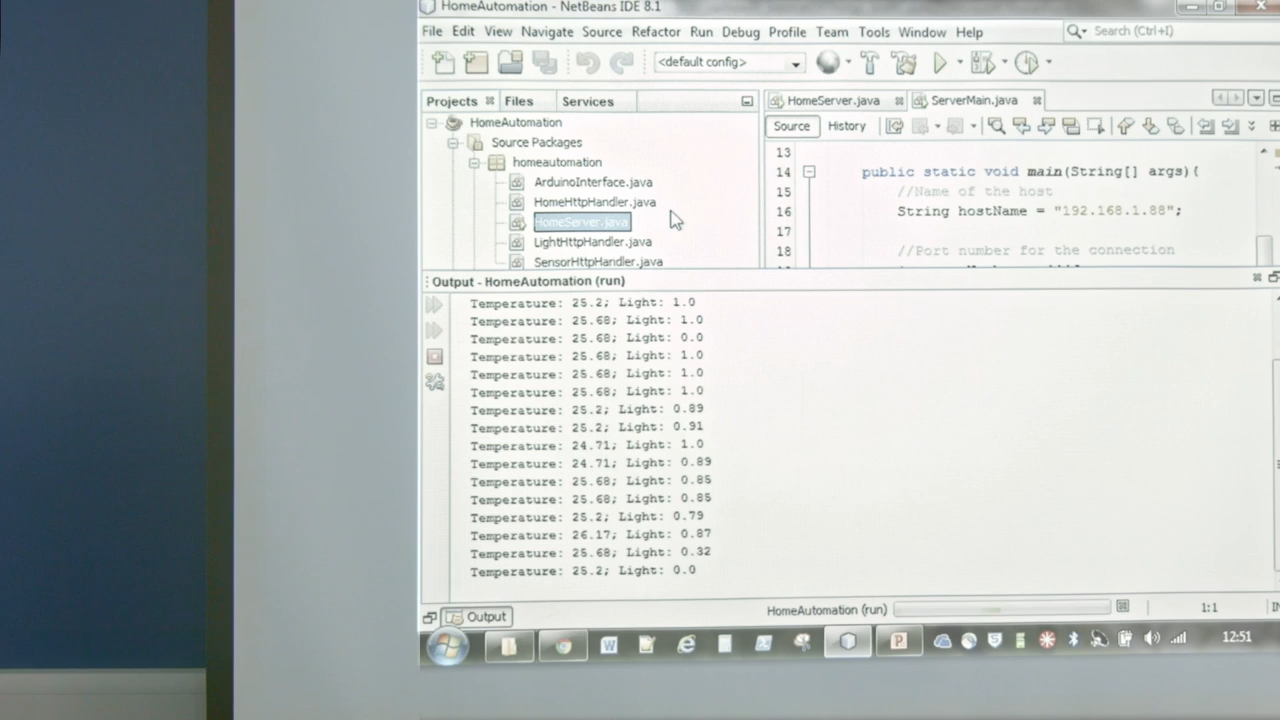 HomeAutomation - NetBeans IDE 8.1
File Edit View Navigate Source Refactor Run Debug Profile Team Tools Window Help
Search (Ctrl+I)
<default config>
Projects Files Services
HomeServer.java ServerMain.java
Source History
HomeAutomation
Source Packages
homeautomation
ArduinoInterface.java
HomeHttpHandler.java
HomeServer.java
LightHttpHandler.java
SensorHttpHandler.java
13
14 public static void main(String[] args){
15 //Name of the host
16 String hostName = "192.168.1.88";
17
18 //Port number for the connection
Output - HomeAutomation (run)
Temperature: 25.2; Light: 1.0
Temperature: 25.68; Light: 1.0
Temperature: 25.68; Light: 0.0
Temperature: 25.68; Light: 1.0
Temperature: 25.68; Light: 1.0
Temperature: 25.68; Light: 1.0
Temperature: 25.2; Light: 0.89
Temperature: 25.2; Light: 0.91
Temperature: 24.71; Light: 1.0
Temperature: 24.71; Light: 0.89
Temperature: 25.68; Light: 0.85
Temperature: 25.68; Light: 0.85
Temperature: 25.2; Light: 0.79
Temperature: 26.17; Light: 0.87
Temperature: 25.68; Light: 0.32
Temperature: 25.2; Light: 0.0
HomeAutomation (run) 1:1
Output
12:51